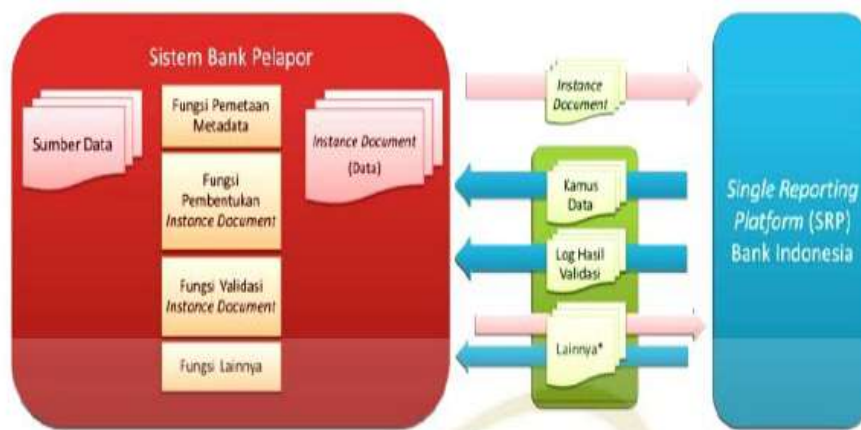 Sistem Bank Pelapor
Sumber Data
Fungsi Pemetaan
Metadata
Fungsi
Pembentukan
Instance Document
Fungsi Validasi
Instance Document
Fungsi Lainnya
Instance Document
(Data)
Instance
Document
Kamus
Data
Log Hasil
Validasi
Lainnya*
Single Reporting
Platform (SRP)
Bank Indonesia